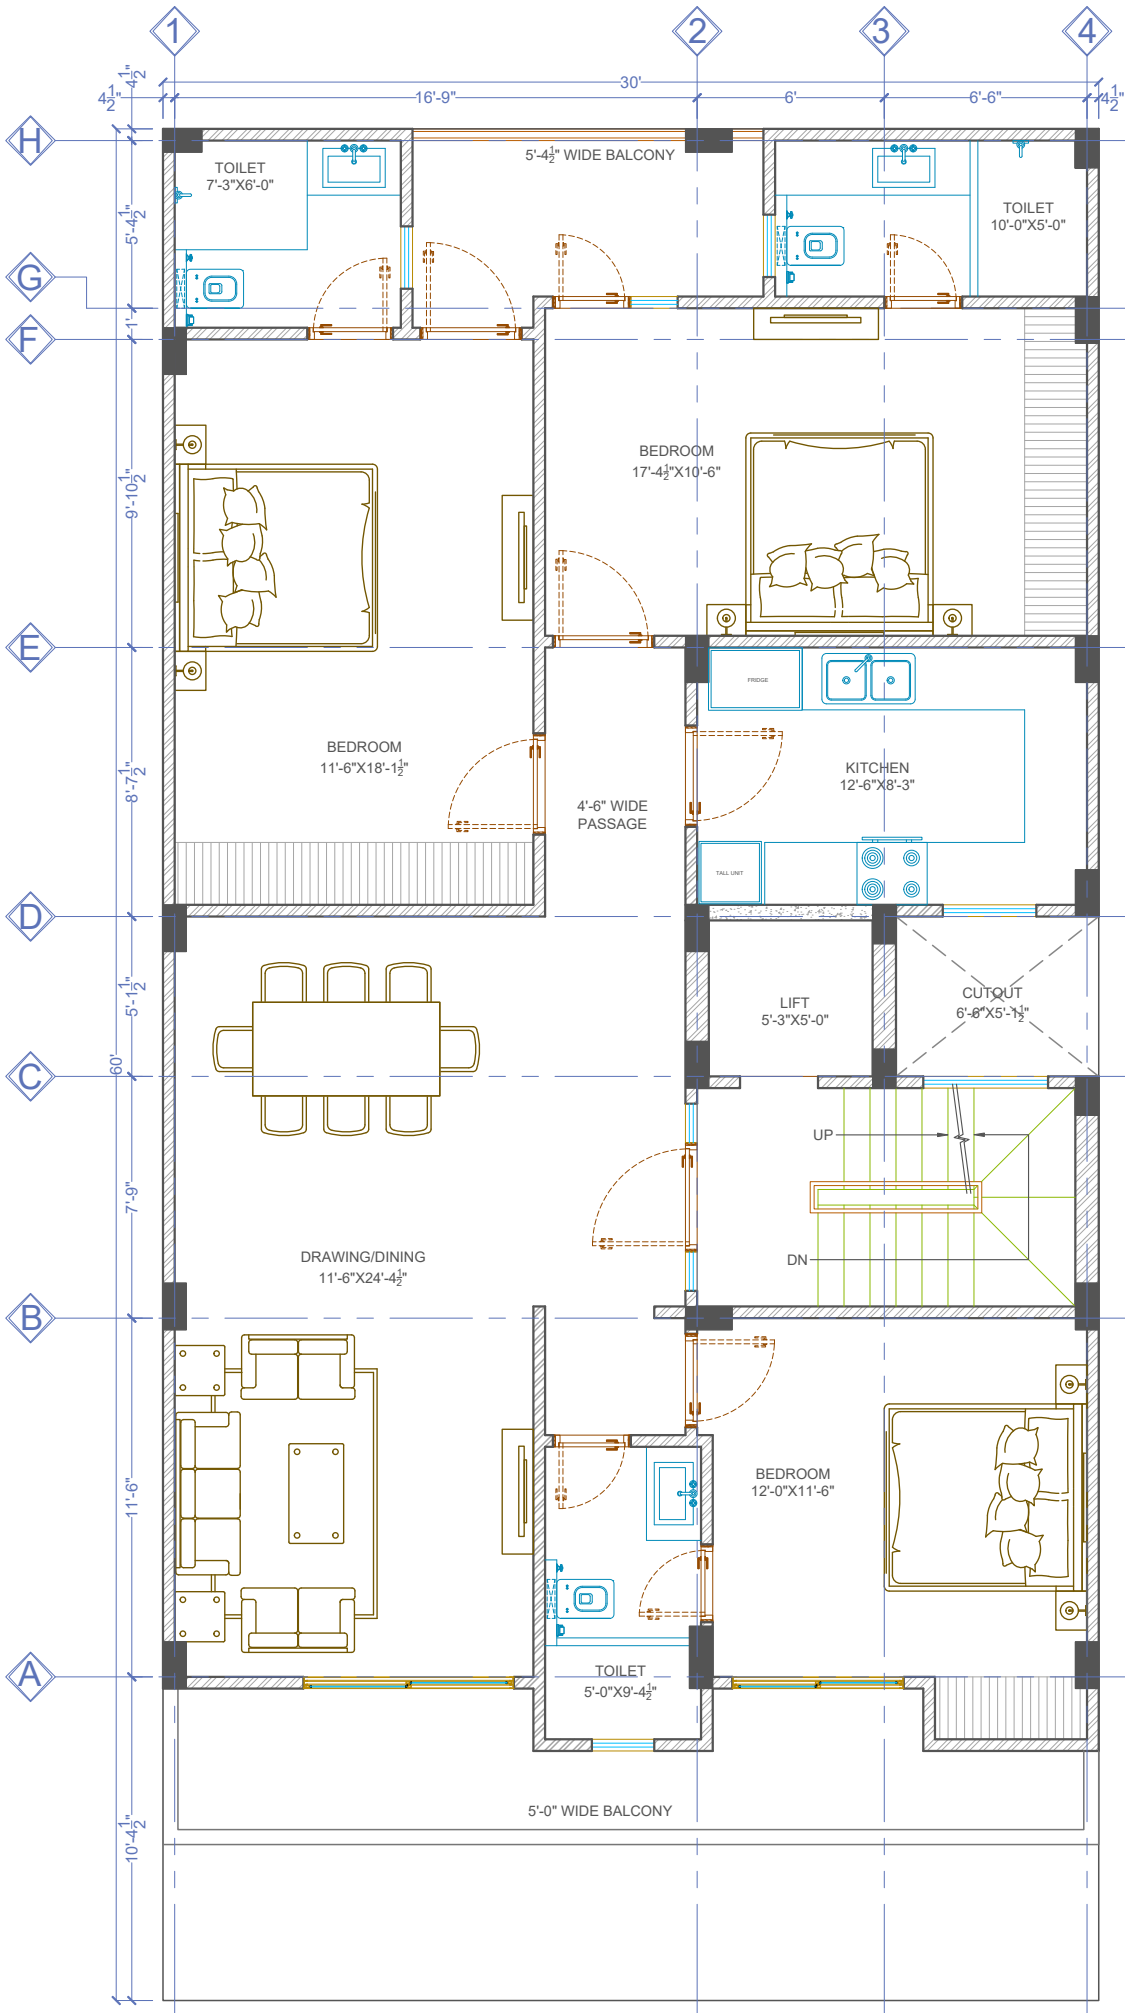 1
2
3
4
30'
4½"
16'-9"
6'
6'-6"
4½"
4½"
H
5'-4½" WIDE BALCONY
TOILET
7'-3"X6'-0"
TOILET
10'-0"X5'-0"
5'-4½"
G
1'
F
BEDROOM
17'-4½"X10'-6"
9'-10½"
E
FRIDGE
BEDROOM
11'-6"X18'-1½"
KITCHEN
12'-6"X8'-3"
8'-7½"
4'-6" WIDE
PASSAGE
TALL UNIT
D
LIFT
5'-3"X5'-0"
CUTOUT
6'-6"X5'-1½"
5'-1½"
60'
C
UP
7'-9"
DN
DRAWING/DINING
11'-6"X24'-4½"
B
BEDROOM
12'-0"X11'-6"
11'-6"
TOILET
5'-0"X9'-4½"
A
5'-0" WIDE BALCONY
10'-4½"